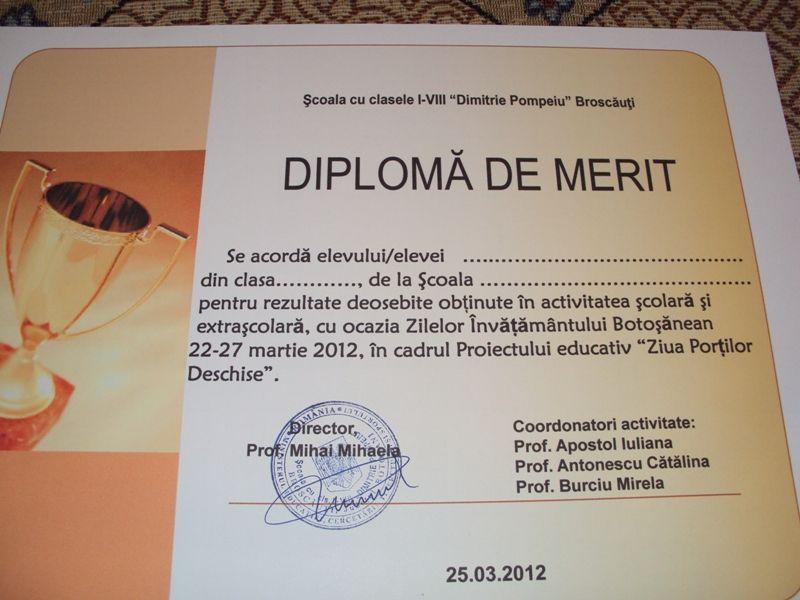 Şcoala cu clasele I-VIII "Dimitrie Pompeiu" Broscăuţi
DIPLOMĂ DE MERIT
Se acordă elevului/elevei ............................................
din clasa............., de la Şcoala ...........................................
pentru rezultate deosebite obţinute în activitatea şcolară şi
extraşcolară, cu ocazia Zilelor Învăţământului Botoşănean
22-27 martie 2012, în cadrul Proiectului educativ "Ziua Porţilor
Deschise".
Director,
Prof. Mihai Mihaela
Coordonatori activitate:
Prof. Apostol Iuliana
Prof. Antonescu Cătălina
Prof. Burciu Mirela
ROMÂNIA
25.03.2012